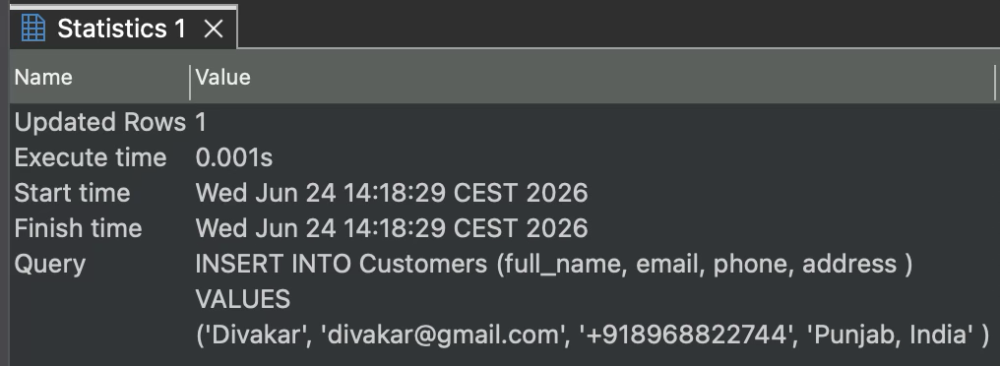 Statistics 1
Name Value
Updated Rows 1
Execute time 0.001s
Start time Wed Jun 24 14:18:29 CEST 2026
Finish time Wed Jun 24 14:18:29 CEST 2026
Query INSERT INTO Customers (full_name, email, phone, address )
VALUES
('Divakar', 'divakar@gmail.com', '+918968822744', 'Punjab, India' )